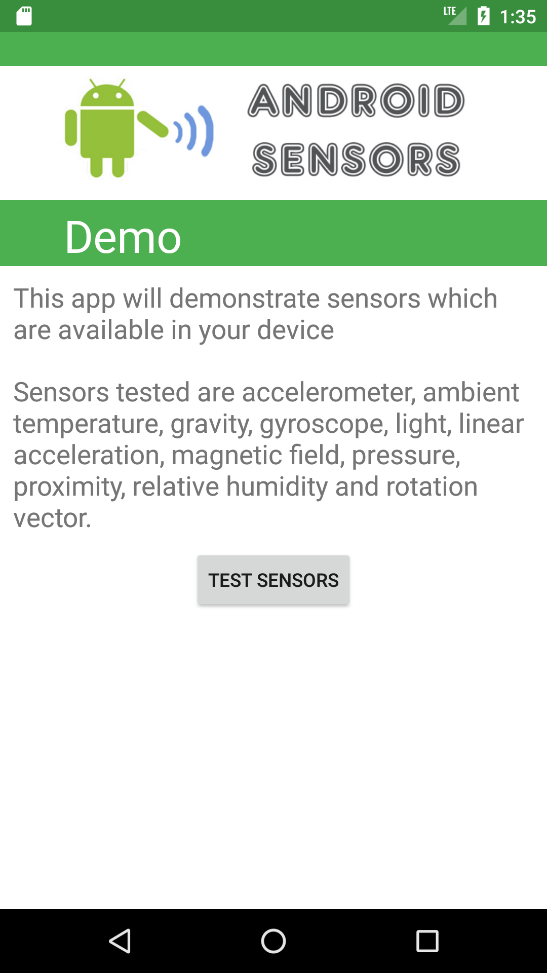 LTE 1:35
ANDROID
SENSORS
Demo
This app will demonstrate sensors which
are available in your device
Sensors tested are accelerometer, ambient
temperature, gravity, gyroscope, light, linear
acceleration, magnetic field, pressure,
proximity, relative humidity and rotation
vector.
TEST SENSORS